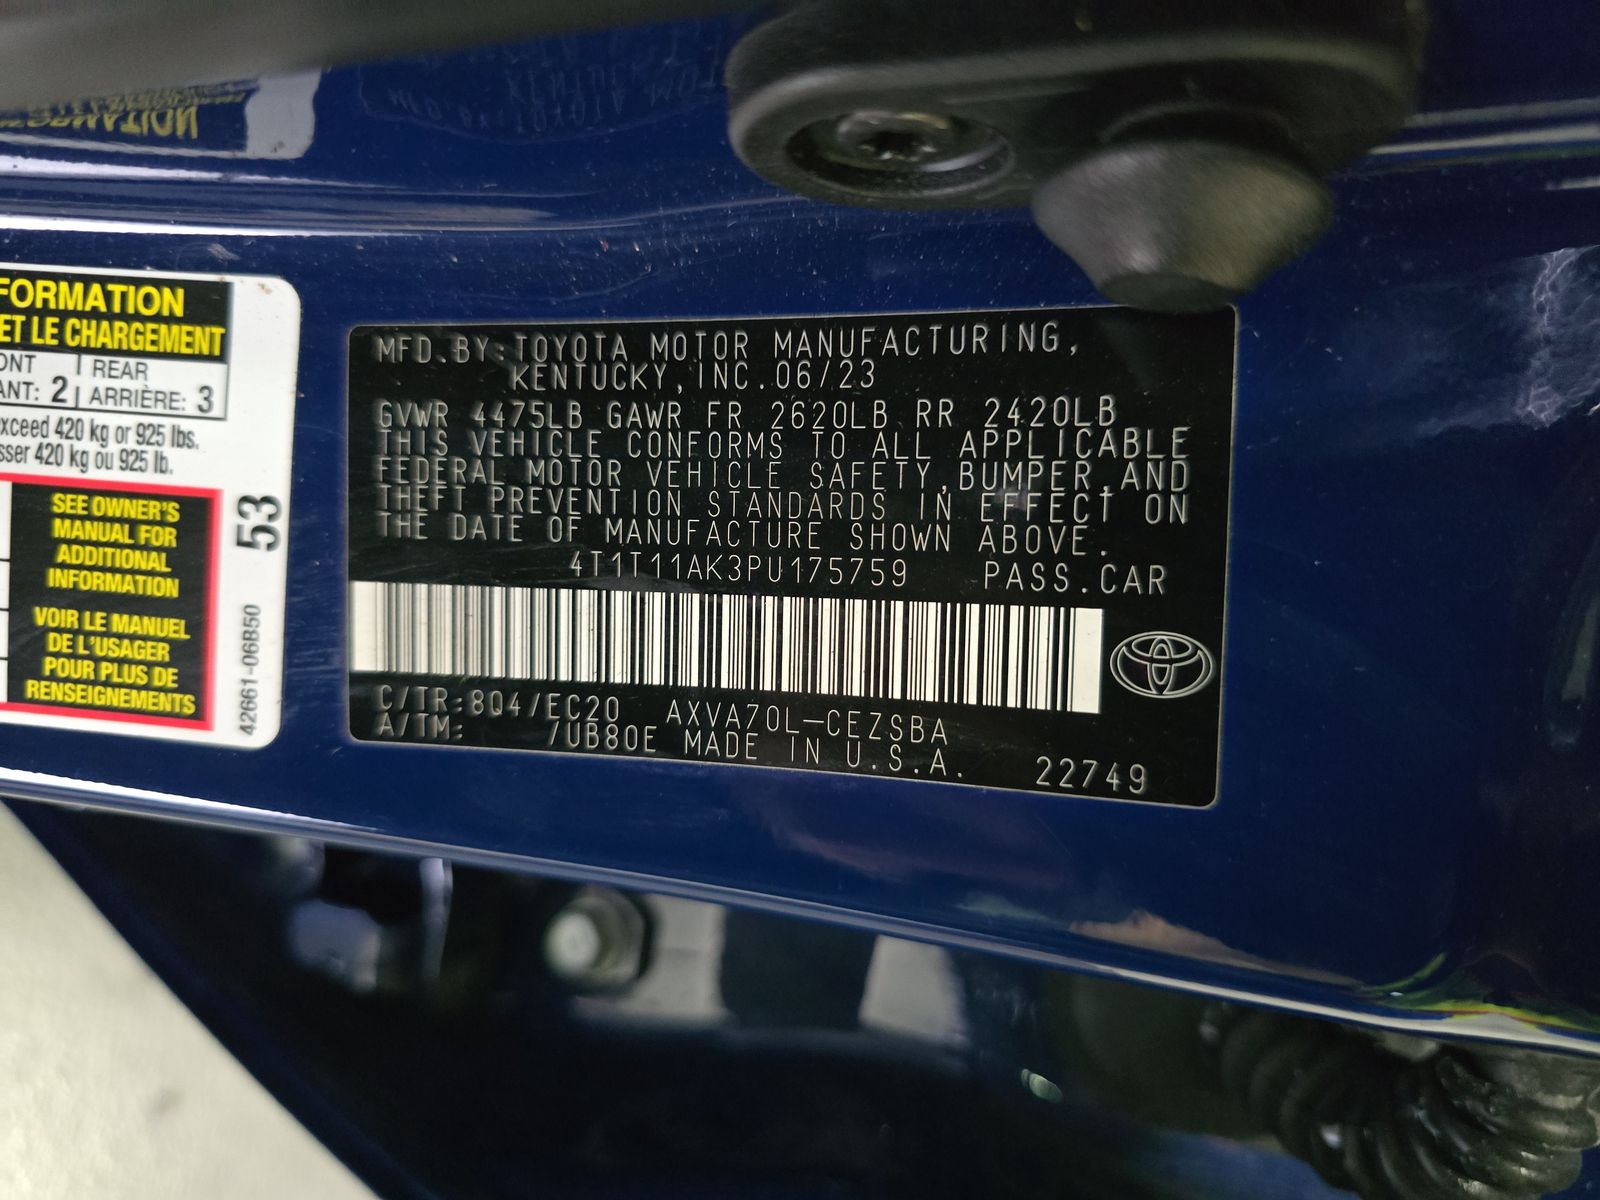 FORMATION
ET LE CHARGEMENT
REAR
2 ARRIÈRE: 3
exceed 420 kg or 925 lbs.
420 kg ou 925 lb.
SEE OWNER'S
MANUAL FOR
ADDITIONAL
INFORMATION
VOIR LE MANUEL
DE L'USAGER
POUR PLUS DE
RENSEIGNEMENTS
53
42661-06B50
MFD.BY:TOYOTA MOTOR MANUFACTURING,
KENTUCKY,INC.06/23
GVWR 4475LB GAWR FR 2620LB RR 2420LB
THIS VEHICLE CONFORMS TO ALL APPLICABLE
FEDERAL MOTOR VEHICLE SAFETY,BUMPER,AND
THEFT PREVENTION STANDARDS IN EFFECT ON
THE DATE OF MANUFACTURE SHOWN ABOVE.
4T1T11AK3PU175759 PASS.CAR
C/TR:8Q4/EC20 AXVA70L-CEZSBA
A/TM: /UB80E MADE IN U.S.A. 22749